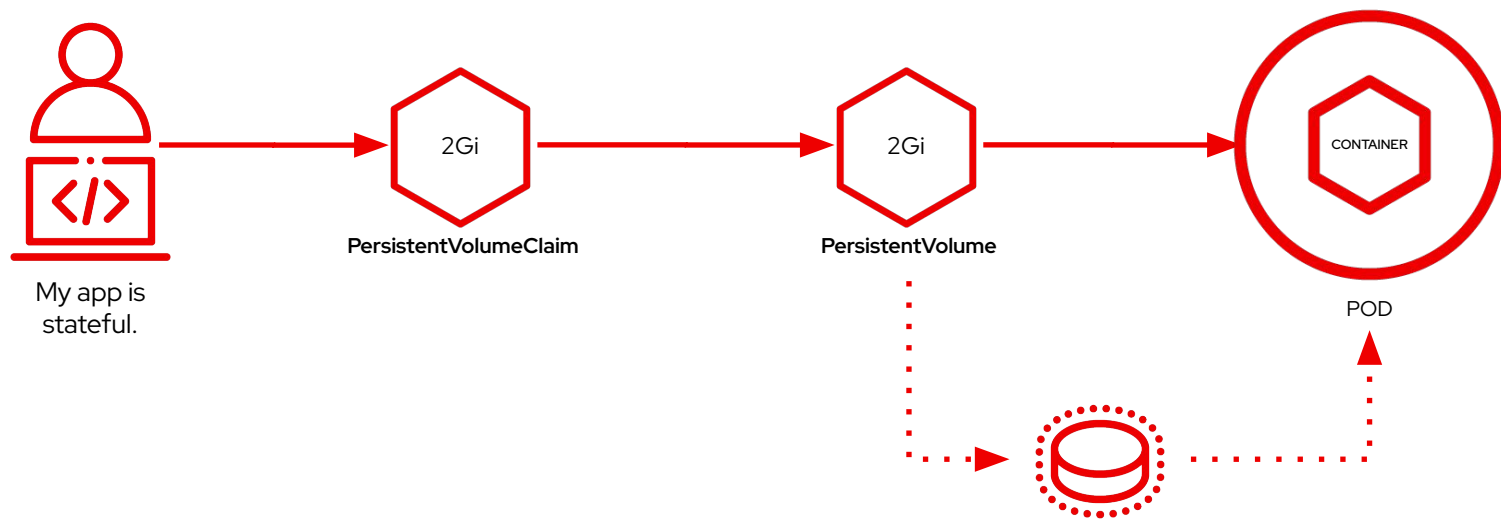 2Gi
2Gi
CONTAINER
PersistentVolumeClaim
PersistentVolume
My app is
stateful.
POD